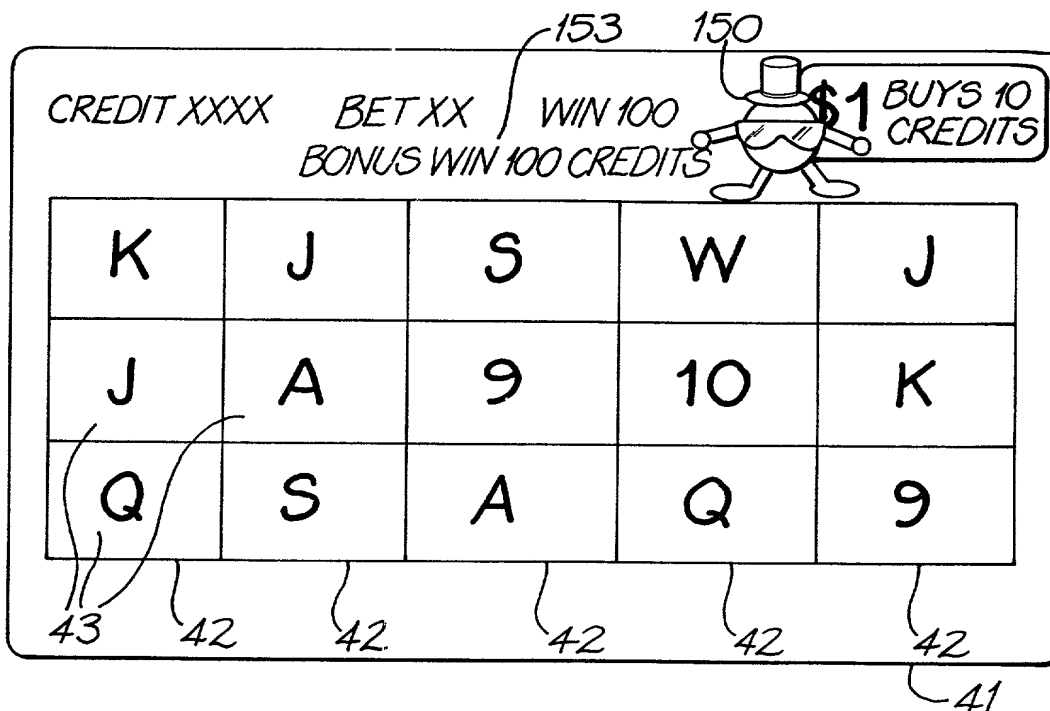 153 150
CREDIT XXXX BET XX WIN 100 $1 BUYS 10
CREDITS
BONUS WIN 100 CREDITS
K J S W J
J A 9 10 K
Q S A Q 9
43 42 42. 42 42 42
41